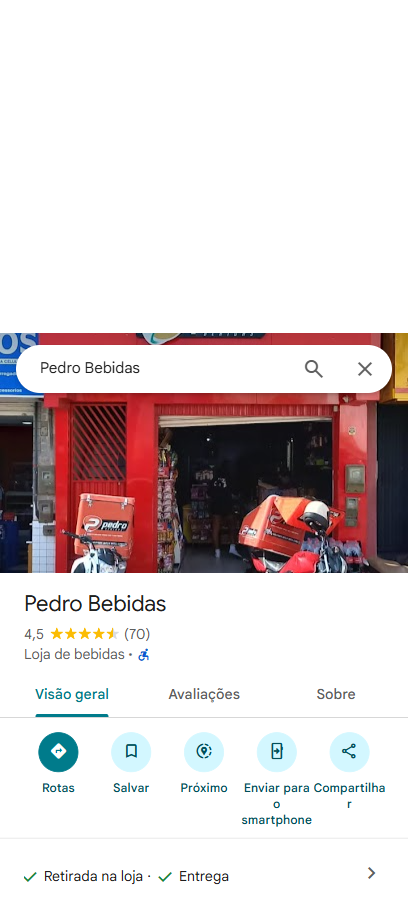 OS
Pedro Bebidas
pedro
Pedro Bebidas
4,5 (70)
Loja de bebidas ·
Visão geral Avaliações Sobre
Rotas Salvar Próximo Enviar para o smartphone Compartilhar
Retirada na loja · Entrega